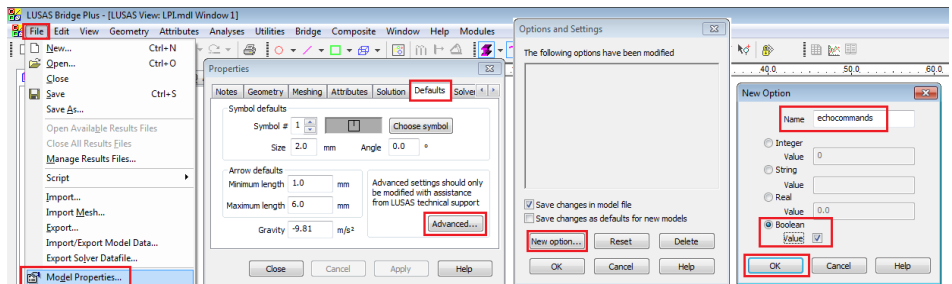 LUSAS Bridge Plus - [LUSAS View: LPI.mdl Window 1]
File Edit View Geometry Attributes Analyses Utilities Bridge Composite Window Help Modules
New... Ctrl+N
Open... Ctrl+O
Close
Save Ctrl+S
Save As...
Open Available Results Files
Close All Results Files
Manage Results Files...
Script
Import...
Import Mesh...
Export...
Import/Export Model Data...
Export Solver Datafile...
Model Properties...
Properties
Notes Geometry Meshing Attributes Solution Defaults Solver
Symbol defaults
Symbol # 1 Choose symbol
Size 2.0 mm Angle 0.0 °
Arrow defaults
Minimum length 1.0 mm
Maximum length 6.0 mm
Advanced settings should only
be modified with assistance
from LUSAS technical support
Gravity -9.81 m/s² Advanced...
Close Cancel Apply Help
Options and Settings
The following options have been modified
Save changes in model file
Save changes as defaults for new models
New option... Reset Delete
OK Cancel Help
40.0 50.0 60.0
New Option
Name echocommands
Integer
Value 0
String
Value
Real
Value 0.0
Boolean
Value
OK Cancel Help